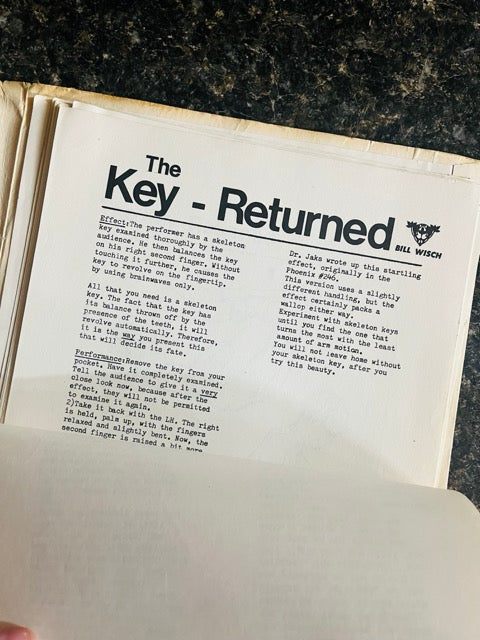 The
Key - Returned
BILL WISCH
Effect:The performer has a skeleton
key examined thoroughly by the
audience. He then balances the key
on his right second finger. Without
touching it further, he causes the
key to revolve on the fingertip.
by using brainwaves only.
All that you need is a skeleton
key. The fact that the key has
its balance thrown off by the
presence of the teeth, it will
revolve automatically. Therefore,
it is the way you present this
that will decide its fate.
Performance:Remove the key from your
pocket. Have it completely examined.
Tell the audience to give it a very
close look now, because after the
effect, they will not be permitted
to examine it again.
2)Take it back with the LH. The right
is held, palm up, with the fingers
relaxed and slightly bent. Now, the
second finger is raised a bit more
Dr. Jaks wrote up this startling
effect, originally in the
Phoenix #246.
This version uses a slightly
different handling, but the
effect certainly packs a
wallop either way.
Experiment with skeleton keys
until you find the one that
turns the most with the least
amount of arm motion.
You will not leave home without
your skeleton key, after you
try this beauty.